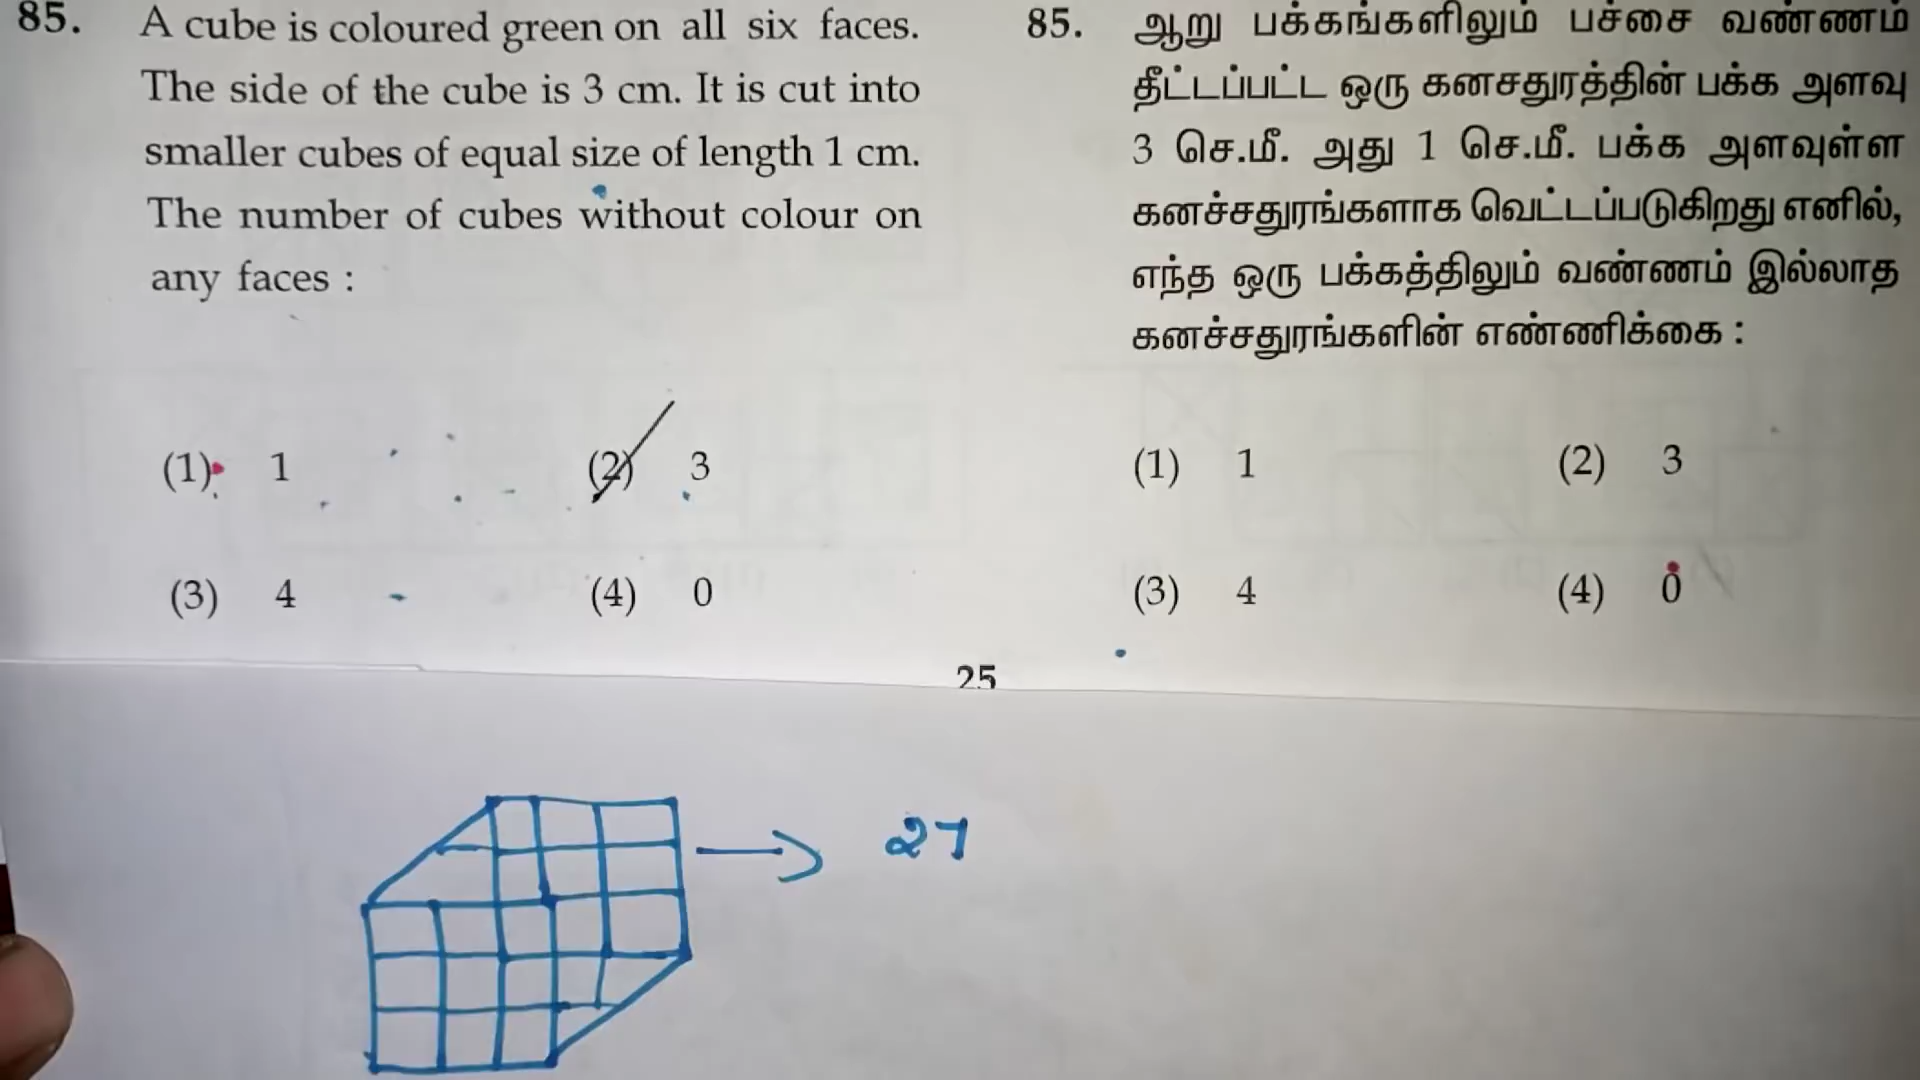 85. A cube is coloured green on all six faces.
The side of the cube is 3 cm. It is cut into
smaller cubes of equal size of length 1 cm.
The number of cubes without colour on
any faces :
(1) 1 (2) 3
(3) 4 (4) 0
85. ஆறு பக்கங்களிலும் பச்சை வண்ணம்
தீட்டப்பட்ட ஒரு கனசதுரத்தின் பக்க அளவு
3 செ.மீ. அது 1 செ.மீ. பக்க அளவுள்ள
கனச்சதுரங்களாக வெட்டப்படுகிறது எனில்,
எந்த ஒரு பக்கத்திலும் வண்ணம் இல்லாத
கனச்சதுரங்களின் எண்ணிக்கை :
(1) 1 (2) 3
(3) 4 (4) 0
25
27